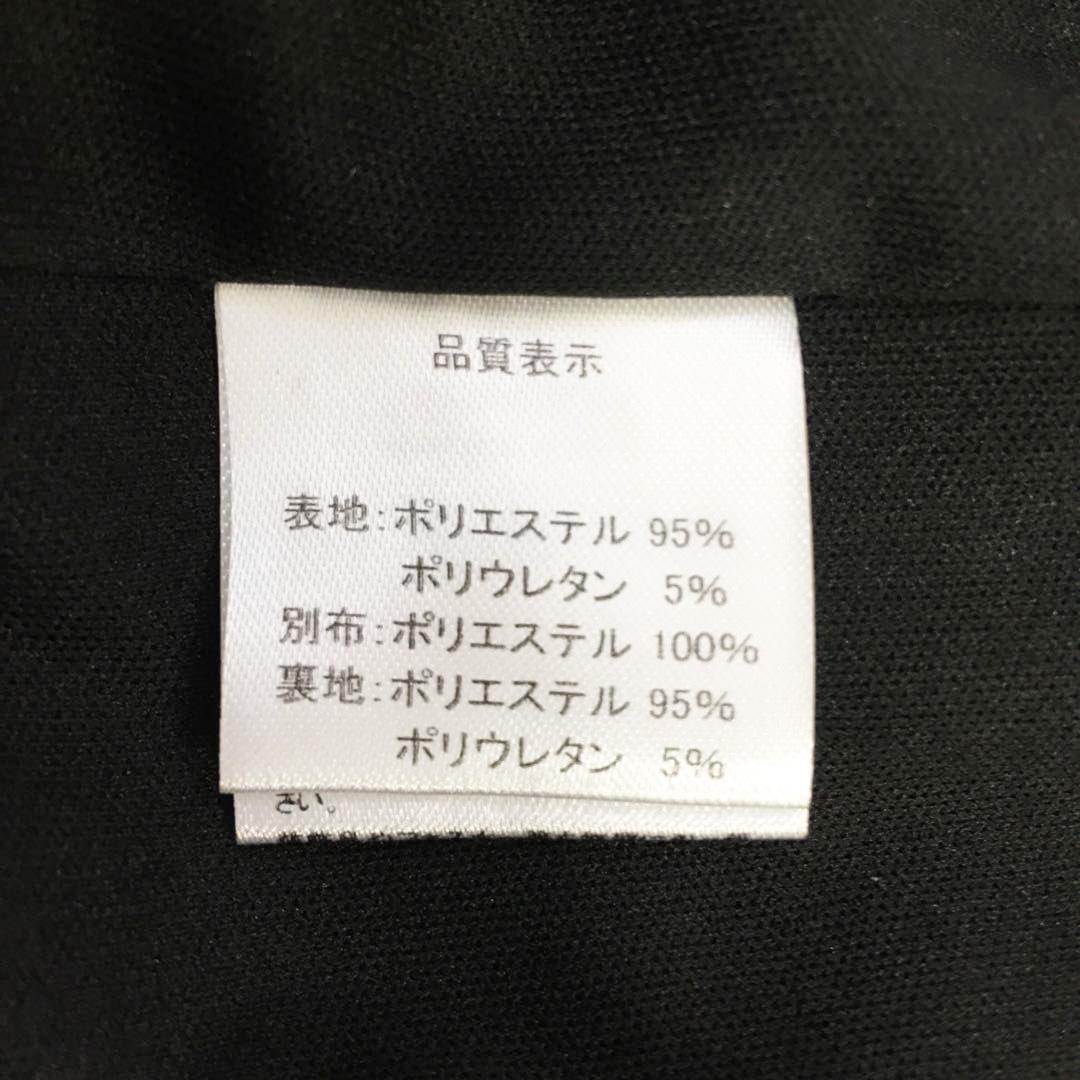 品質表示
表地:ポリエステル 95%
ポリウレタン 5%
別布:ポリエステル 100%
裏地:ポリエステル 95%
ポリウレタン 5%
さい。